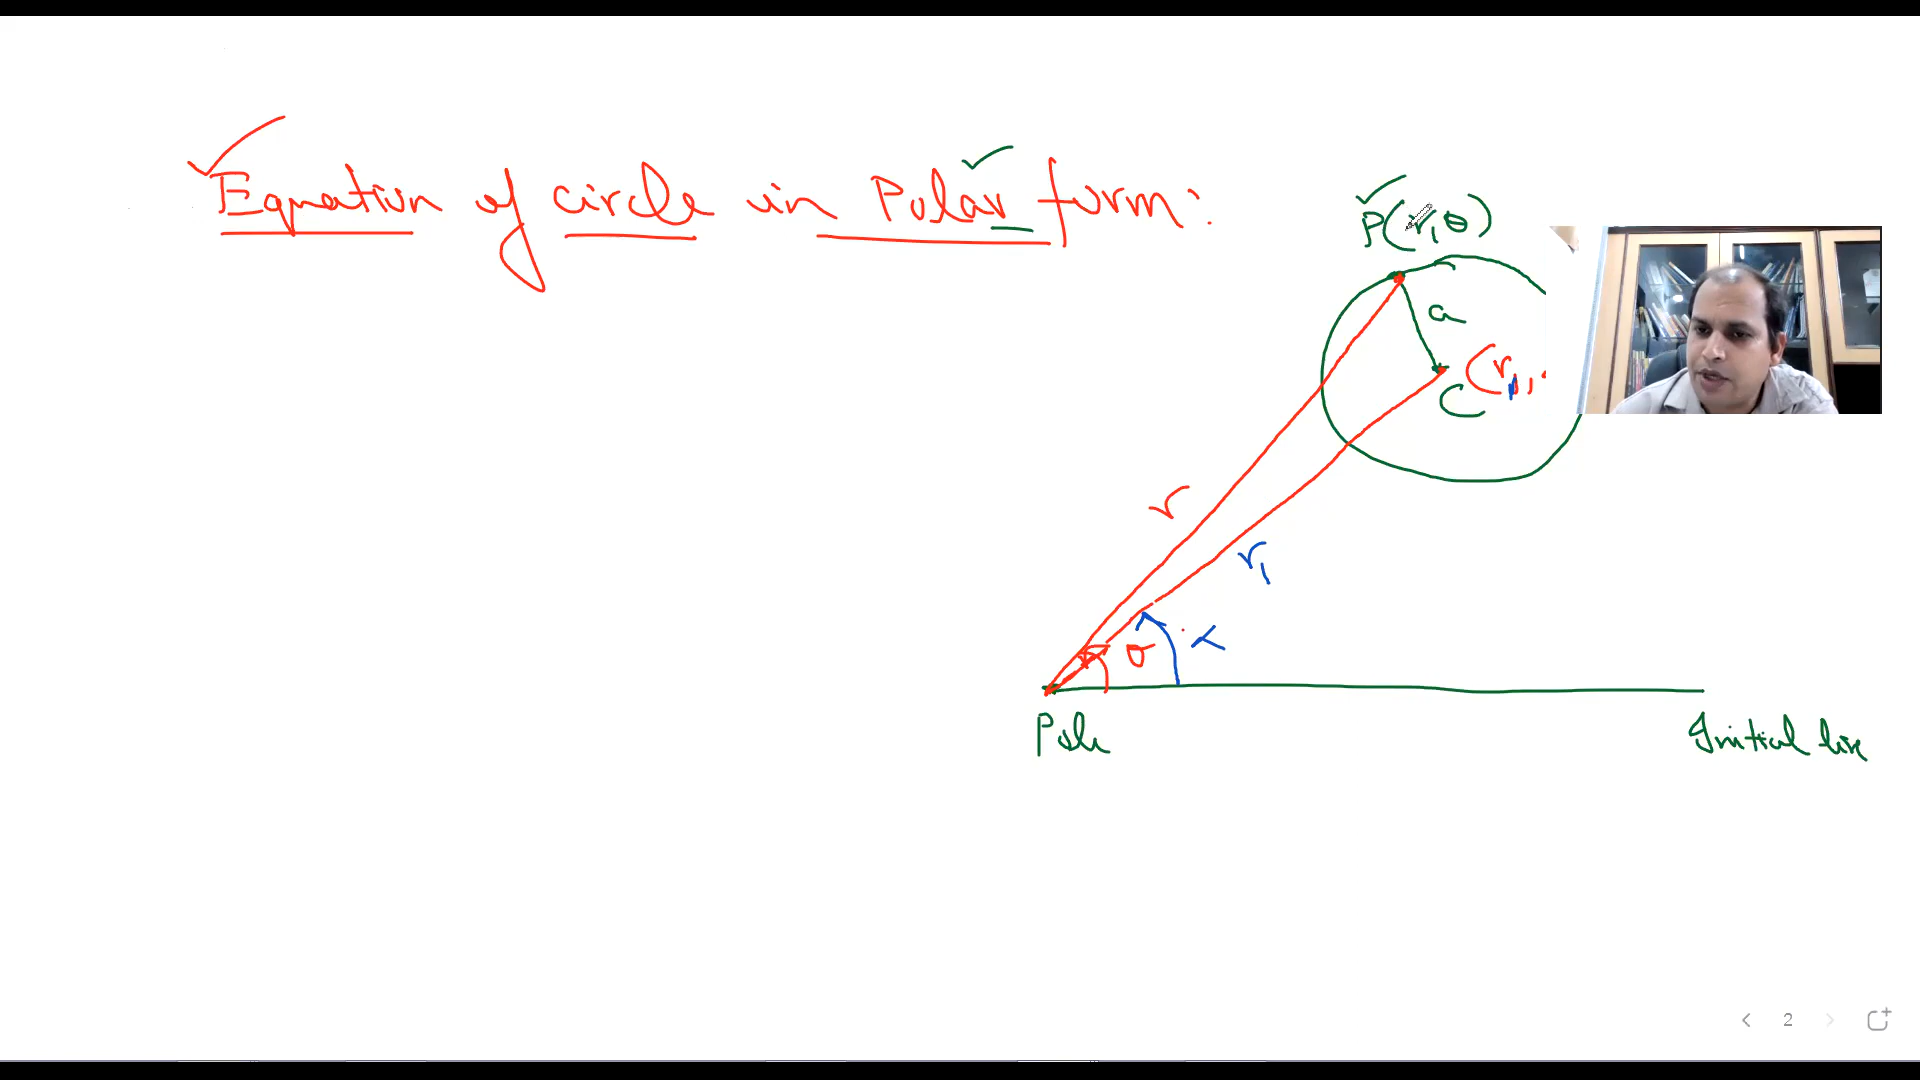 Equation of circle in Polar form:
P(r, θ)
a
C (r₁,
r
r₁
θ α
Pole
Initial line
2